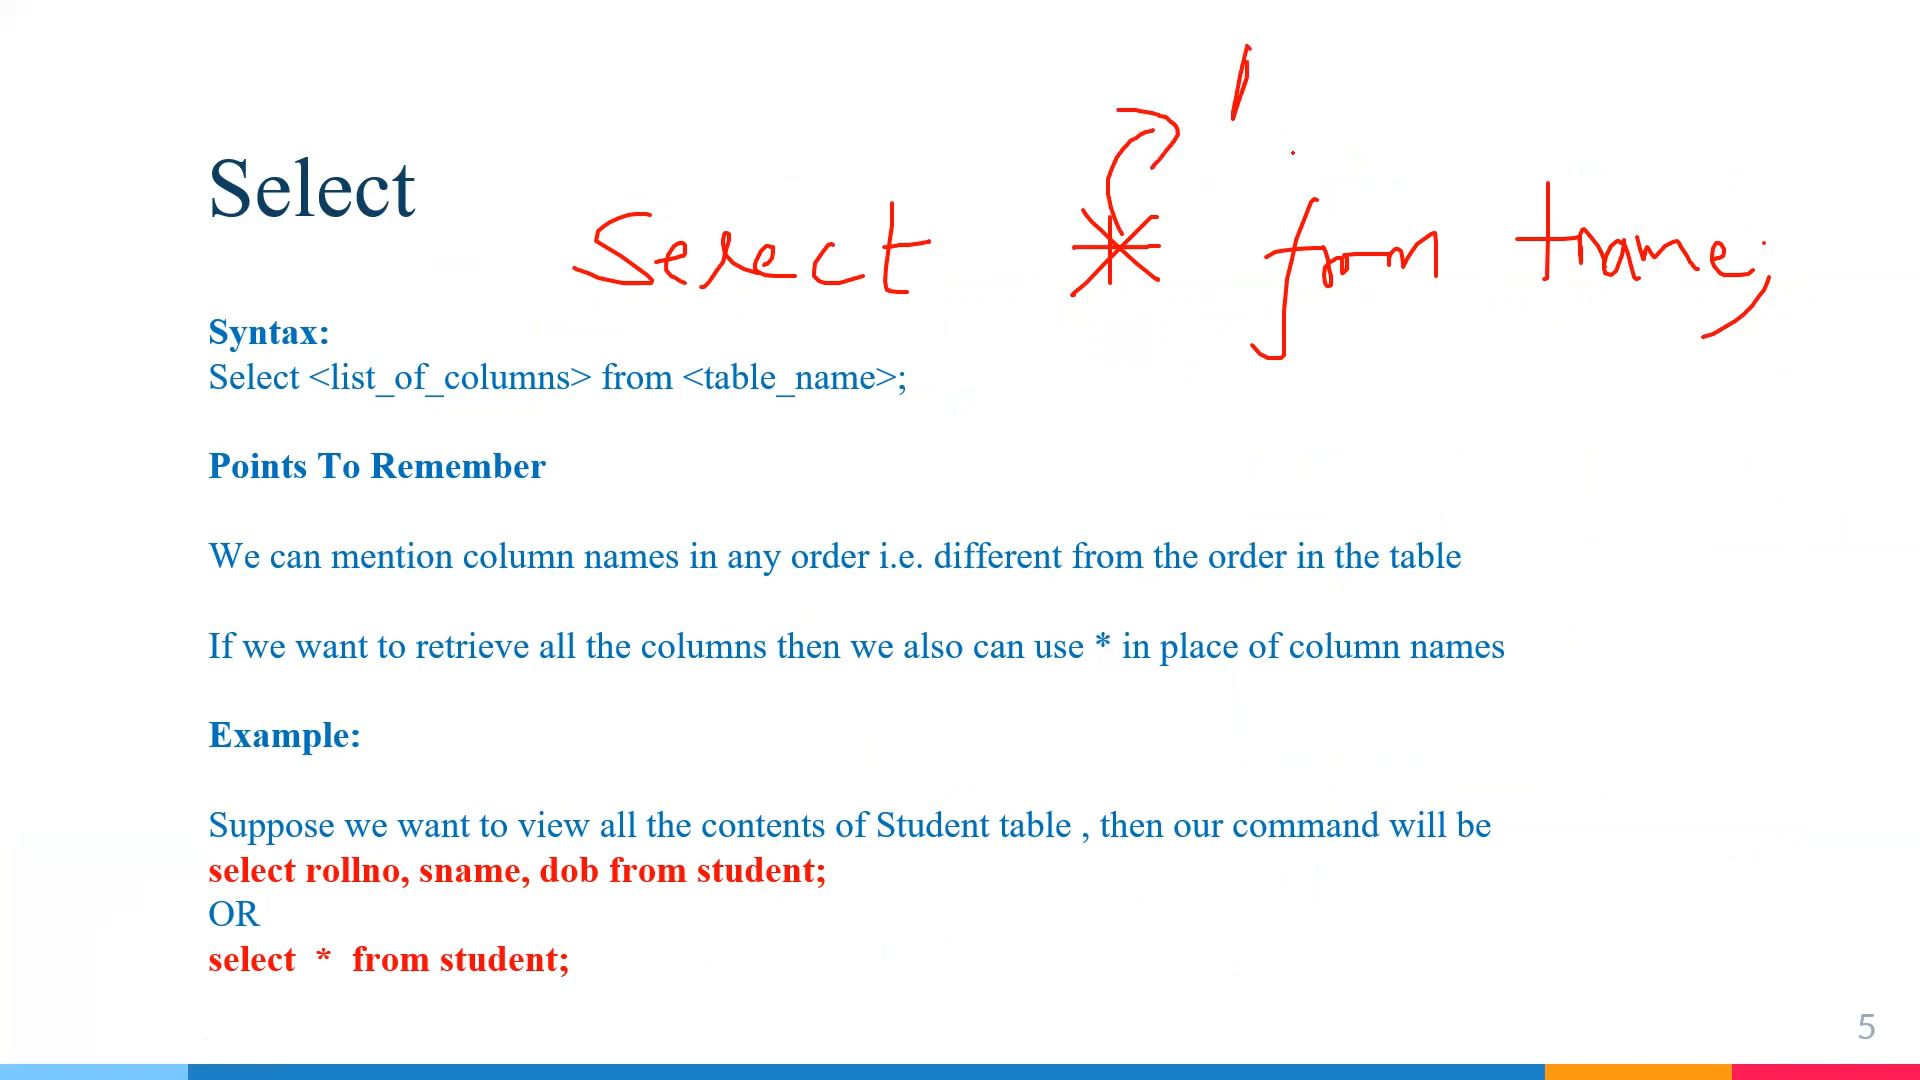 Select
Select * from tname;
Syntax:
Select <list_of_columns> from <table_name>;
Points To Remember
We can mention column names in any order i.e. different from the order in the table
If we want to retrieve all the columns then we also can use * in place of column names
Example:
Suppose we want to view all the contents of Student table , then our command will be
select rollno, sname, dob from student;
OR
select * from student;
5